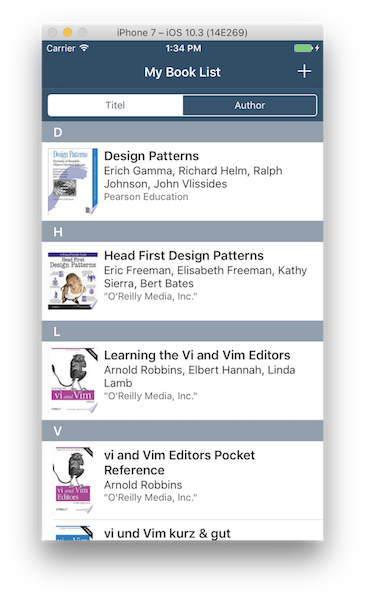 iPhone 7 – iOS 10.3 (14E269)
Carrier 1:34 PM
My Book List
Titel Author
D
Design Patterns
Erich Gamma, Richard Helm, Ralph
Johnson, John Vlissides
Pearson Education
H
Head First Design Patterns
Eric Freeman, Elisabeth Freeman, Kathy
Sierra, Bert Bates
"O'Reilly Media, Inc."
L
Learning the Vi and Vim Editors
Arnold Robbins, Elbert Hannah, Linda
Lamb
"O'Reilly Media, Inc."
V
vi and Vim Editors Pocket
Reference
Arnold Robbins
"O'Reilly Media, Inc."
vi und Vim kurz & gut
Design Patterns
Head First
Design Patterns
vi and Vim
vi and Vim
Editors